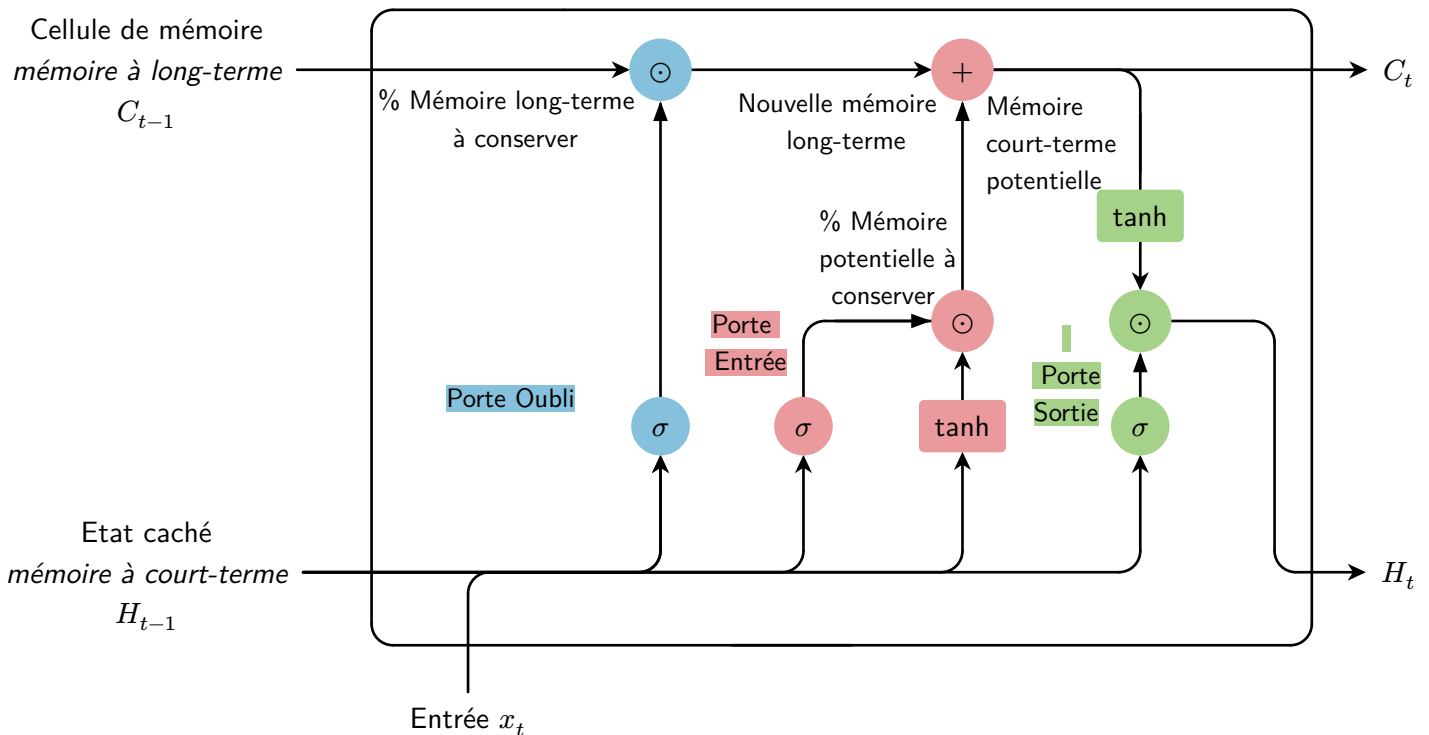 Cellule de mémoire
mémoire à long-terme
C_{t−1}
⊙
+
C_t
% Mémoire long-terme
à conserver
Nouvelle mémoire
long-terme
Mémoire
court-terme
potentielle
tanh
% Mémoire
potentielle à
conserver
Porte
Entrée
⊙
⊙
Porte
Sortie
Porte Oubli
σ
σ
tanh
σ
Etat caché
mémoire à court-terme
H_{t−1}
H_t
Entrée x_t